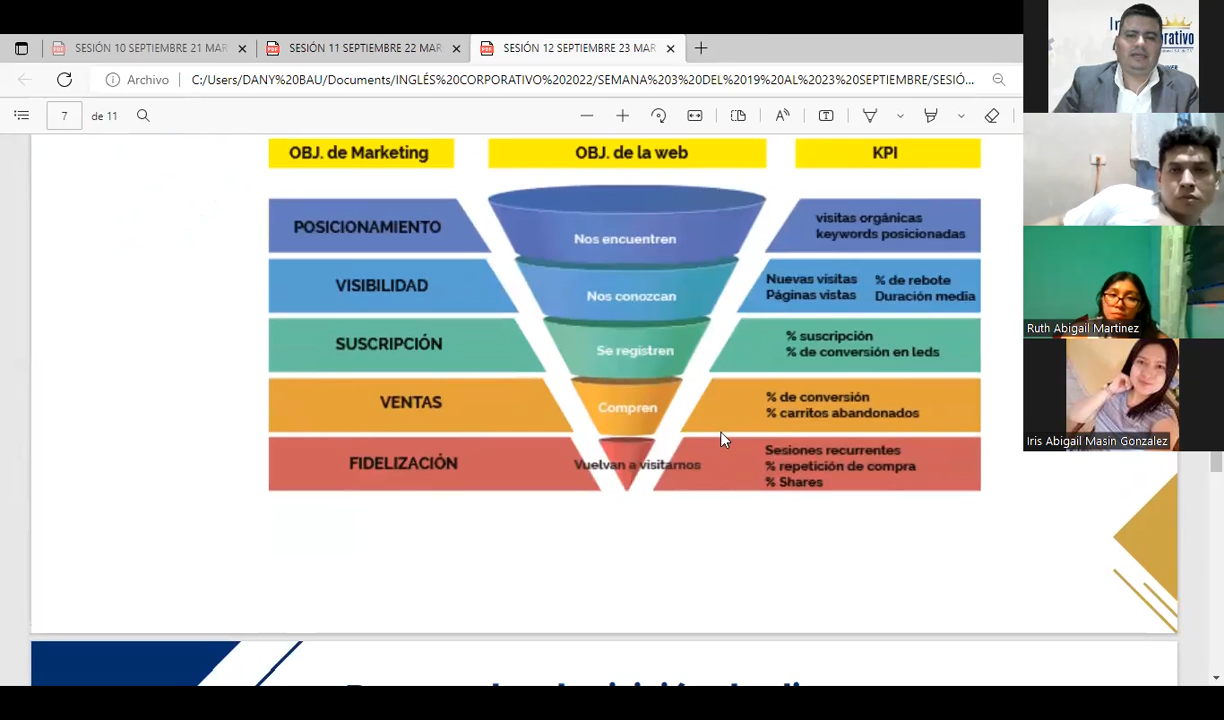 SESIÓN 10 SEPTIEMBRE 21 MAR
SESIÓN 11 SEPTIEMBRE 22 MAR
SESIÓN 12 SEPTIEMBRE 23 MAR
Archivo
C:/Users/DANY%20BAU/Documents/INGLÉS%20CORPORATIVO%202022/SEMANA%203%20DEL%2019%20AL%2023%20SEPTIEMBRE/SESIÓ...
7
de 11
OBJ. de Marketing
OBJ. de la web
KPI
POSICIONAMIENTO
Nos encuentren
visitas orgánicas
keywords posicionadas
VISIBILIDAD
Nos conozcan
Nuevas visitas
Páginas vistas
% de rebote
Duración media
SUSCRIPCIÓN
Se registren
% suscripción
% de conversión en leds
VENTAS
Compren
% de conversión
% carritos abandonados
FIDELIZACIÓN
Vuelvan a visitarnos
Sesiones recurrentes
% repetición de compra
% Shares
Ruth Abigail Martinez
Iris Abigail Masin Gonzalez